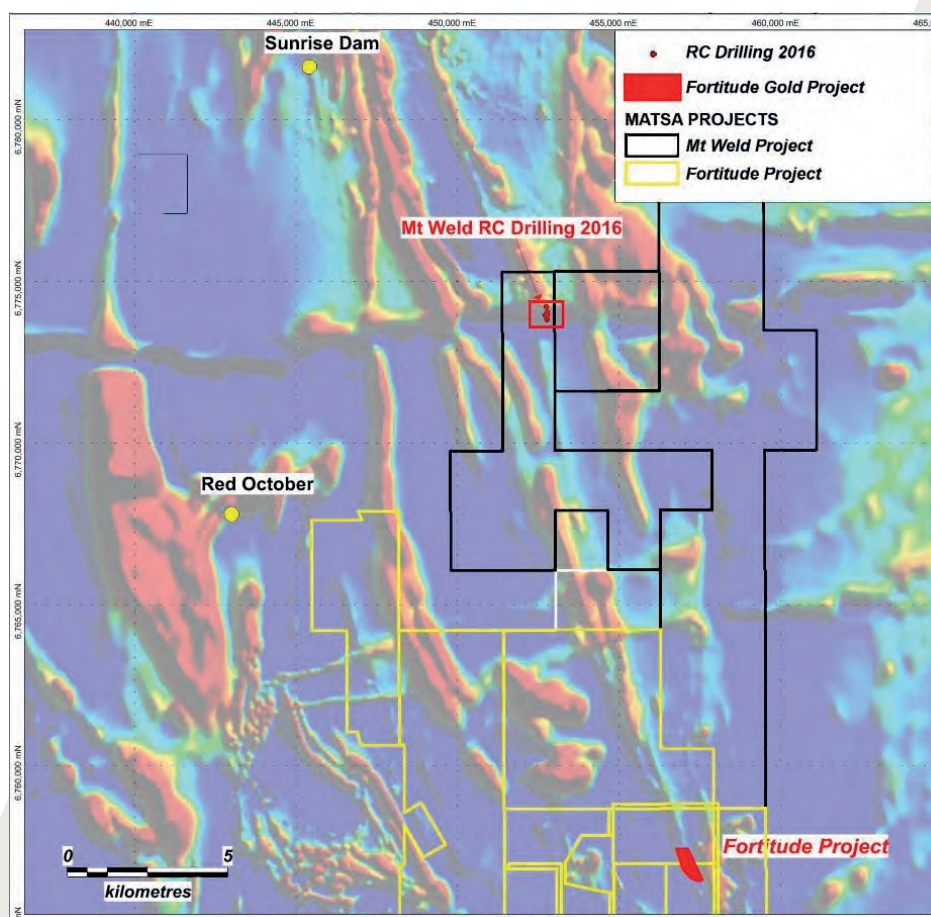 440,000 mE
445,000 mE
450,000 mE
455,000 mE
460,000 mE
Sunrise Dam
RC Drilling 2016
Fortitude Gold Project
MATSA PROJECTS
Mt Weld Project
Fortitude Project
6,780,000 mN
Mt Weld RC Drilling 2016
6,775,000 mN
6,770,000 mN
Red October
6,765,000 mN
6,760,000 mN
Fortitude Project
0 5
kilometres